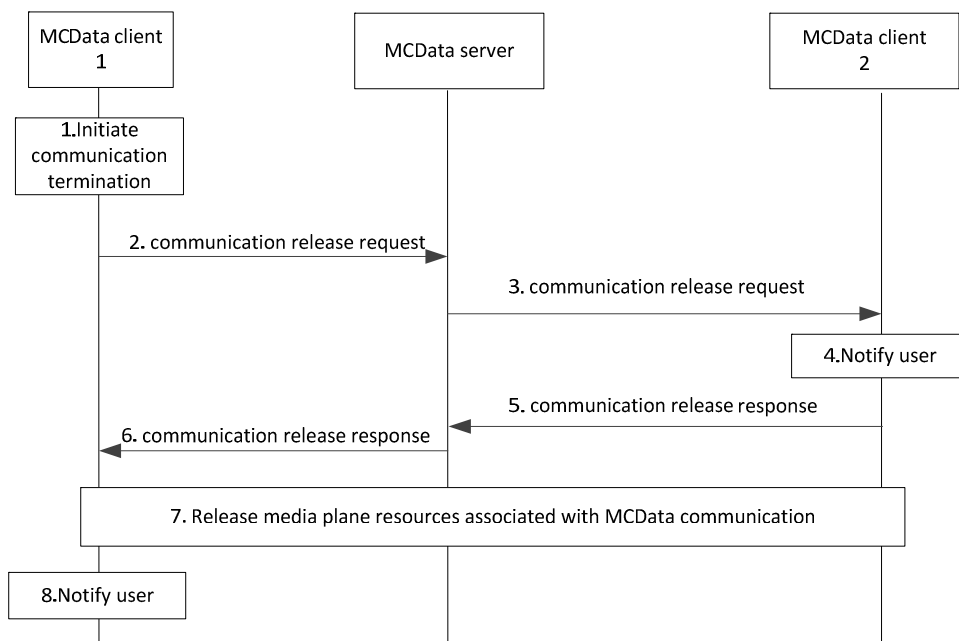 MCData client
1
MCData server
MCData client
2
1.Initiate
communication
termination
2. communication release request
3. communication release request
4.Notify user
5. communication release response
6. communication release response
7. Release media plane resources associated with MCData communication
8.Notify user